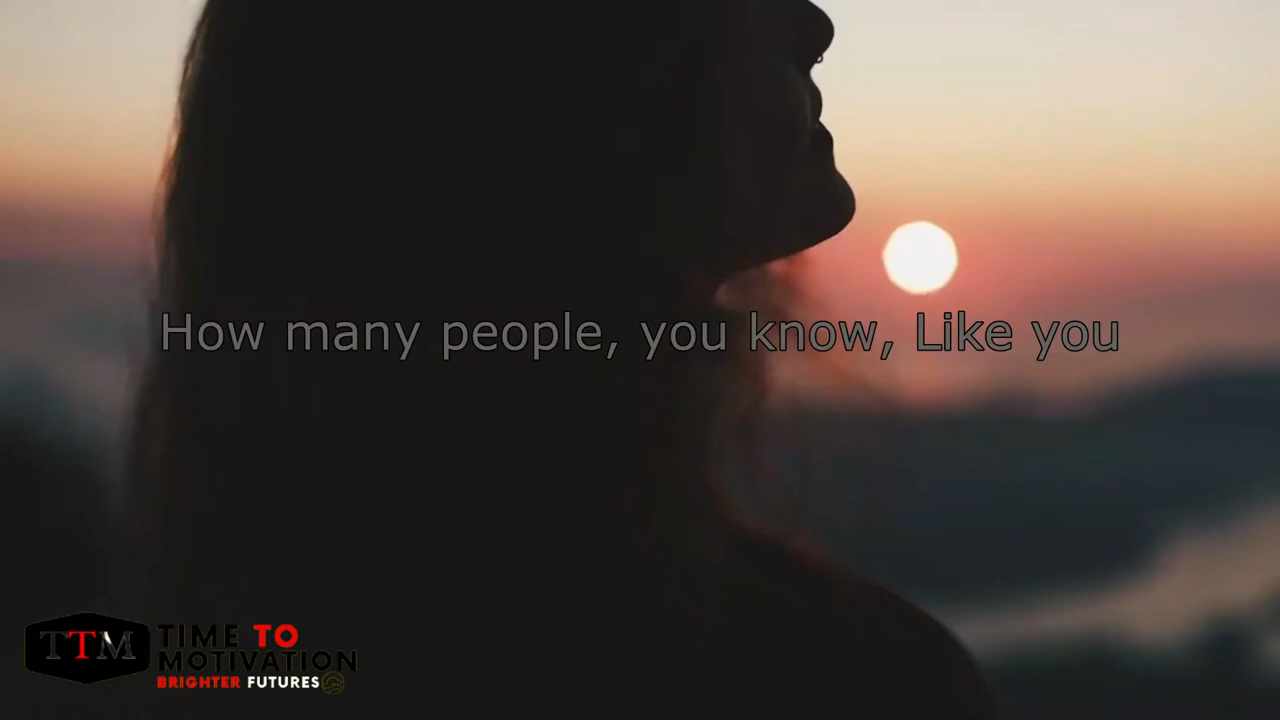 How many people, you know, Like you
TTM
TIME TO
MOTIVATION
BRIGHTER FUTURES